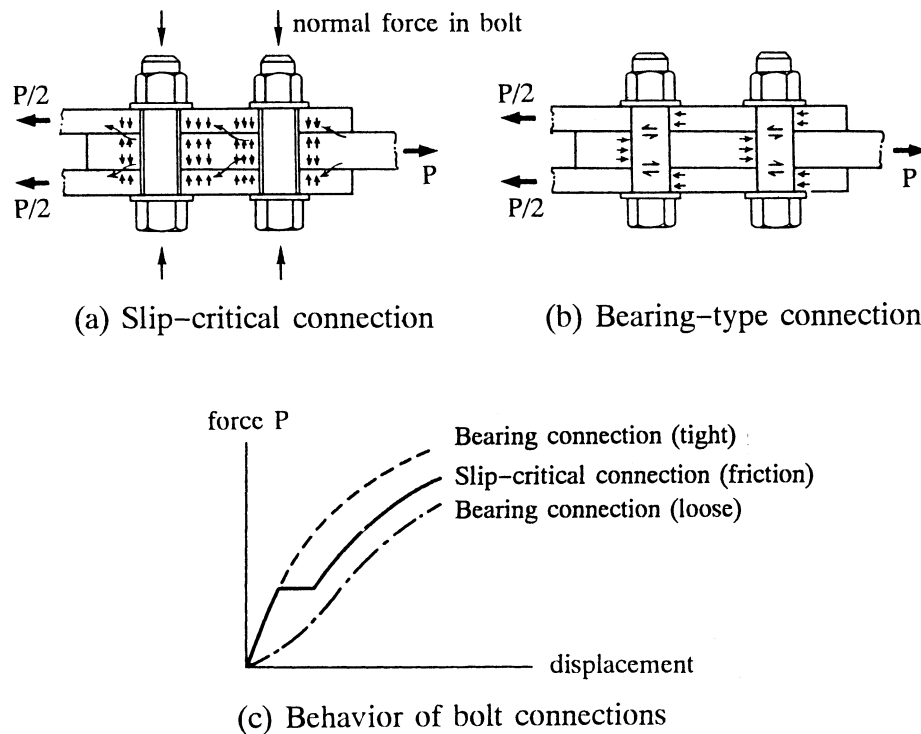 normal force in bolt
P/2
P/2
P
(a) Slip-critical connection
P/2
P/2
P
(b) Bearing-type connection
force P
Bearing connection (tight)
Slip-critical connection (friction)
Bearing connection (loose)
displacement
(c) Behavior of bolt connections